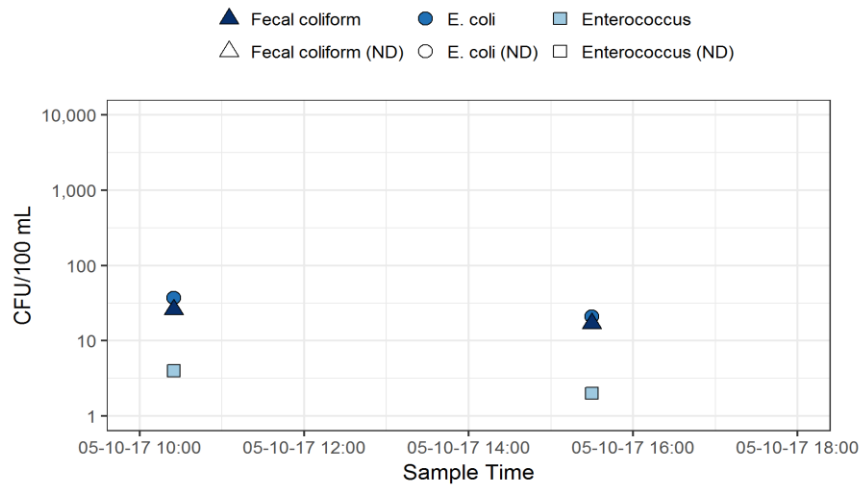 Fecal coliform E. coli Enterococcus
Fecal coliform (ND) E. coli (ND) Enterococcus (ND)
10,000
1,000
100
10
1
CFU/100 mL
05-10-17 10:00 05-10-17 12:00 05-10-17 14:00 05-10-17 16:00 05-10-17 18:00
Sample Time